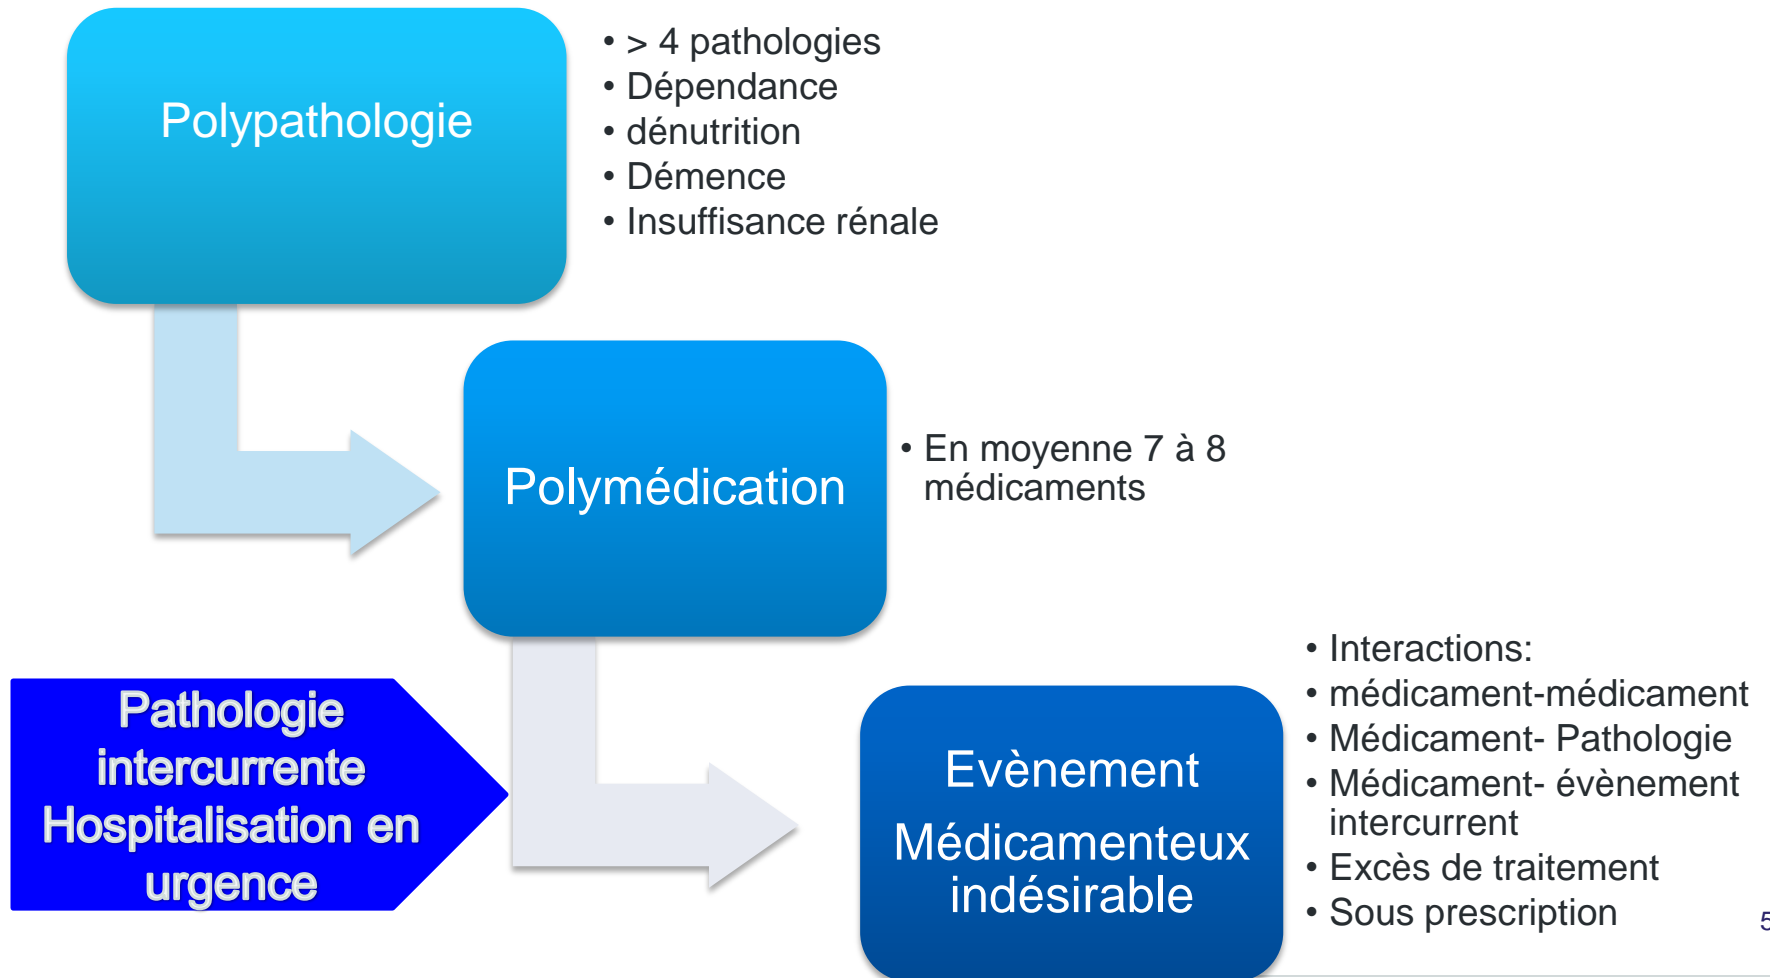 Polypathologie
• > 4 pathologies
• Dépendance
• dénutrition
• Démence
• Insuffisance rénale
Polymédication
• En moyenne 7 à 8
médicaments
Pathologie
intercurrente
Hospitalisation en
urgence
Evènement
Médicamenteux
indésirable
• Interactions:
• médicament-médicament
• Médicament- Pathologie
• Médicament- évènement
intercurrent
• Excès de traitement
• Sous prescription
5